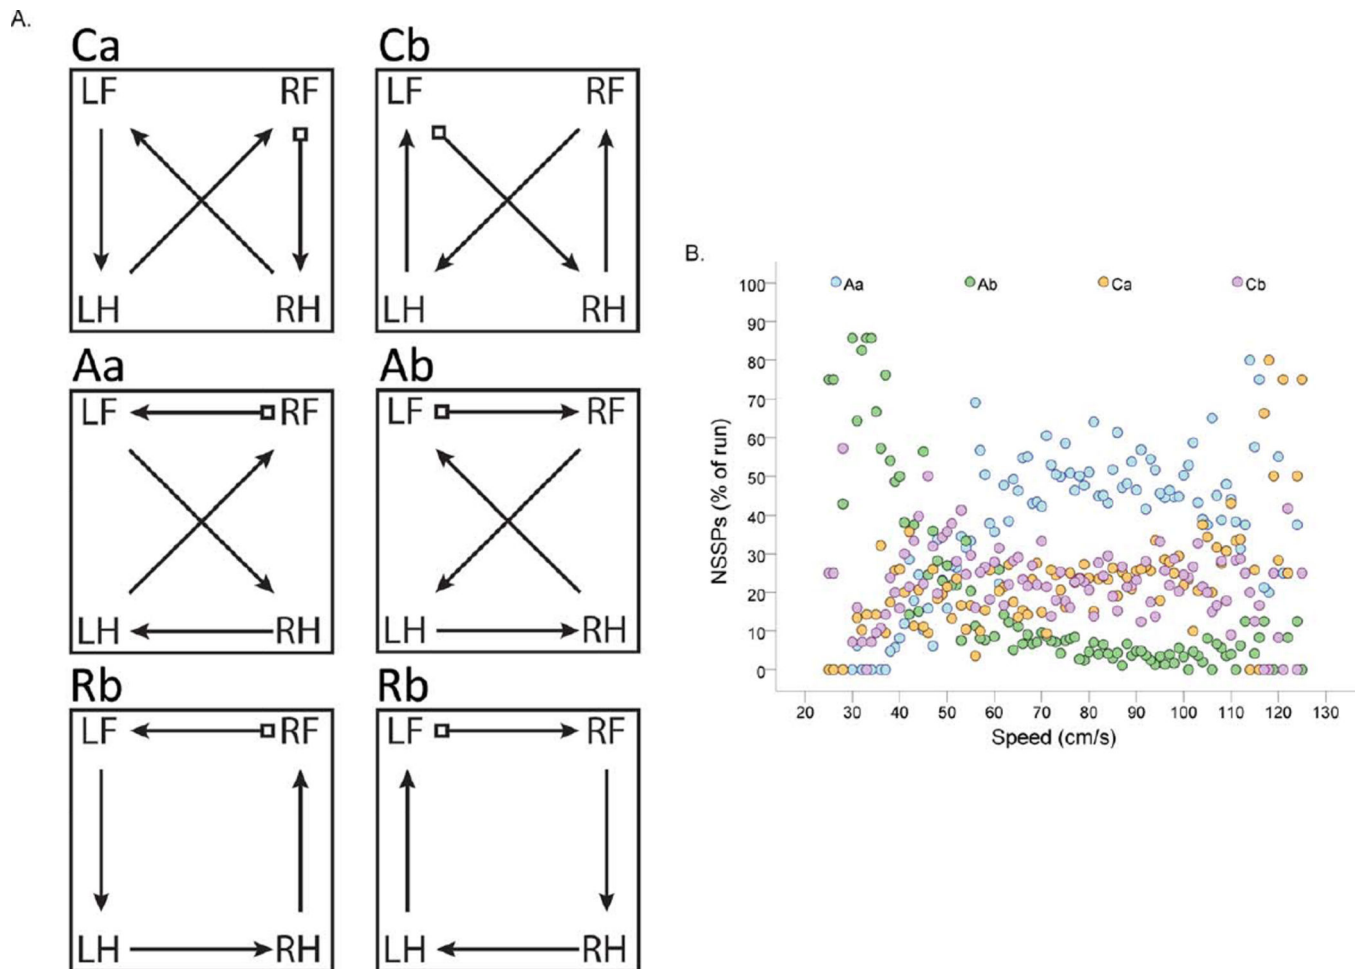 A.
Ca Cb
LF RF LF RF
LH RH LH RH
Aa Ab
LF RF LF RF
LH RH LH RH
Rb Rb
LF RF LF RF
LH RH LH RH
B.
Aa Ab Ca Cb
100
90
80
70
60
50
40
30
20
10
0
NSSPs (% of run)
20 30 40 50 60 70 80 90 100 110 120 130
Speed (cm/s)